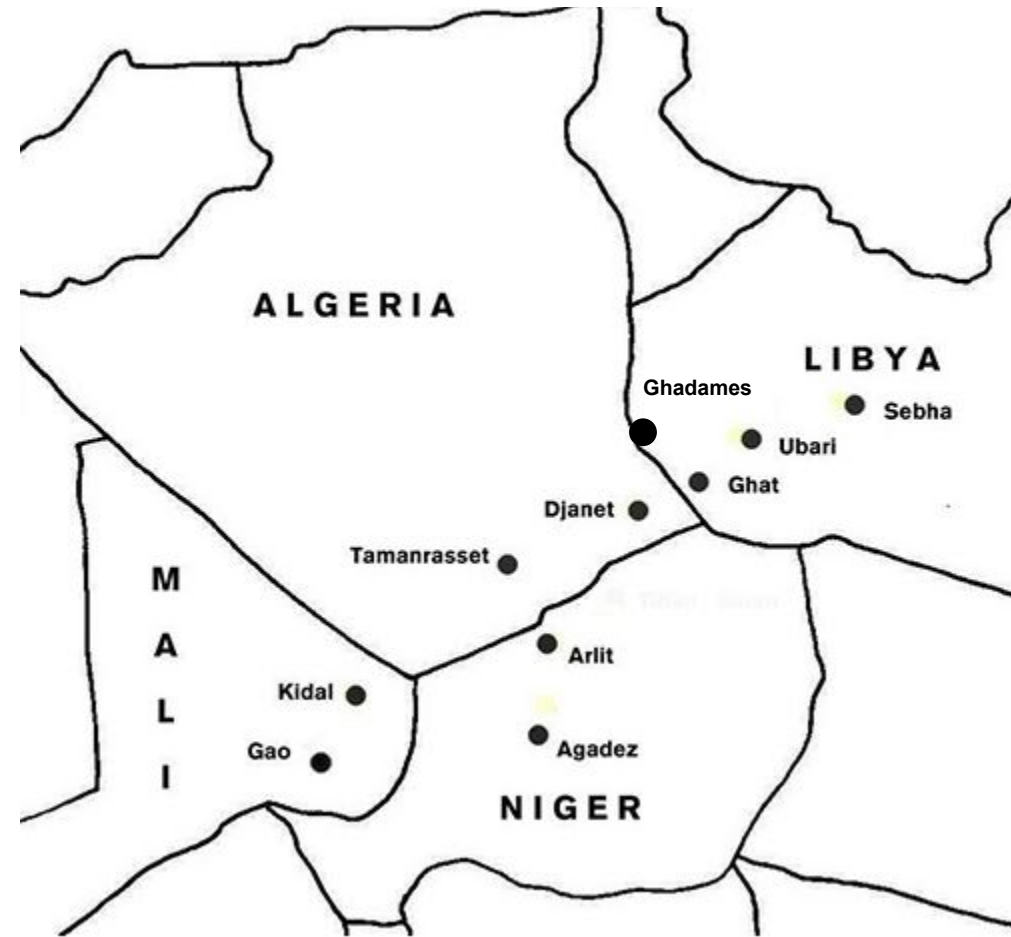 ALGERIA
LIBYA
Ghadames
Sebha
Ubari
Ghat
Djanet
Tamanrasset
M
A
L
I
Arlit
Kidal
Gao
Agadez
NIGER